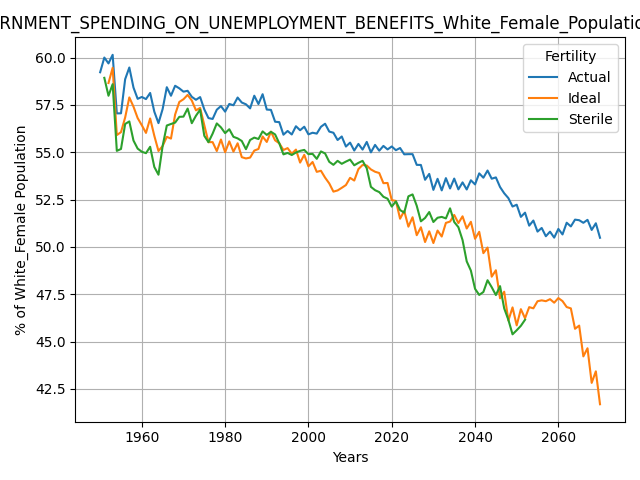 RNMENT_SPENDING_ON_UNEMPLOYMENT_BENEFITS_White_Female_Populatio
Fertility
Actual
Ideal
Sterile
60.0
57.5
55.0
52.5
50.0
47.5
45.0
42.5
% of White_Female Population
1960 1980 2000 2020 2040 2060
Years